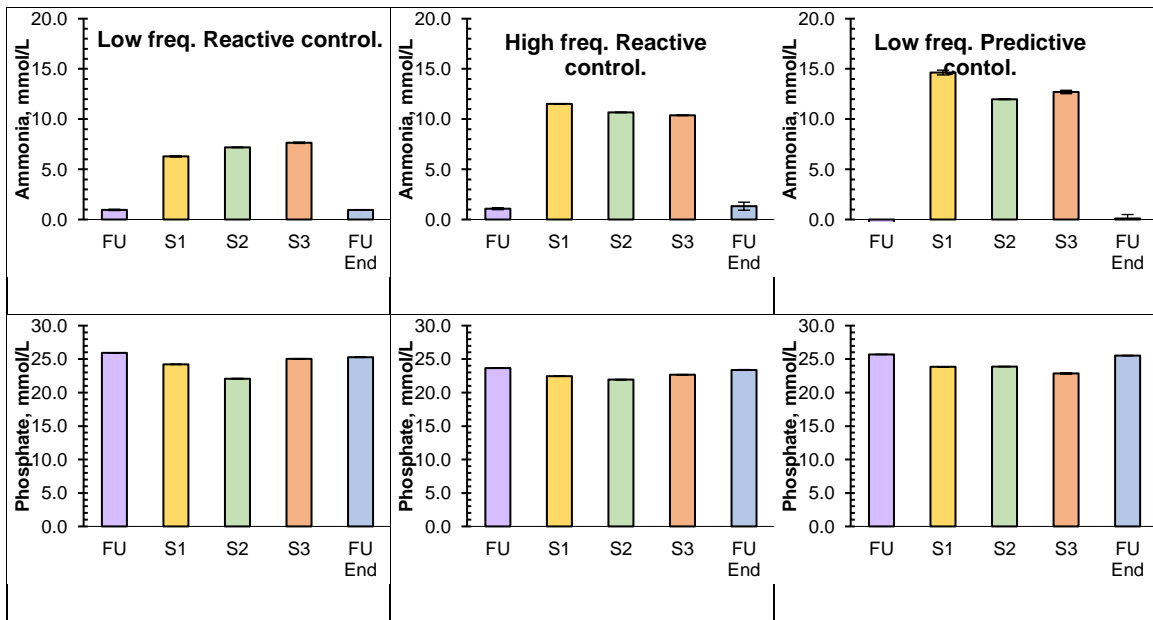 Low freq. Reactive control.
Ammonia, mmol/L
20.0
15.0
10.0
5.0
0.0
FU S1 S2 S3 FU
End
High freq. Reactive
control.
Ammonia, mmol/L
20.0
15.0
10.0
5.0
0.0
FU S1 S2 S3 FU
End
Low freq. Predictive
contol.
Ammonia, mmol/L
20.0
15.0
10.0
5.0
0.0
FU S1 S2 S3 FU
End
Phosphate, mmol/L
30.0
25.0
20.0
15.0
10.0
5.0
0.0
FU S1 S2 S3 FU
End
Phosphate, mmol/L
30.0
25.0
20.0
15.0
10.0
5.0
0.0
FU S1 S2 S3 FU
End
Phosphate, mmol/L
30.0
25.0
20.0
15.0
10.0
5.0
0.0
FU S1 S2 S3 FU
End